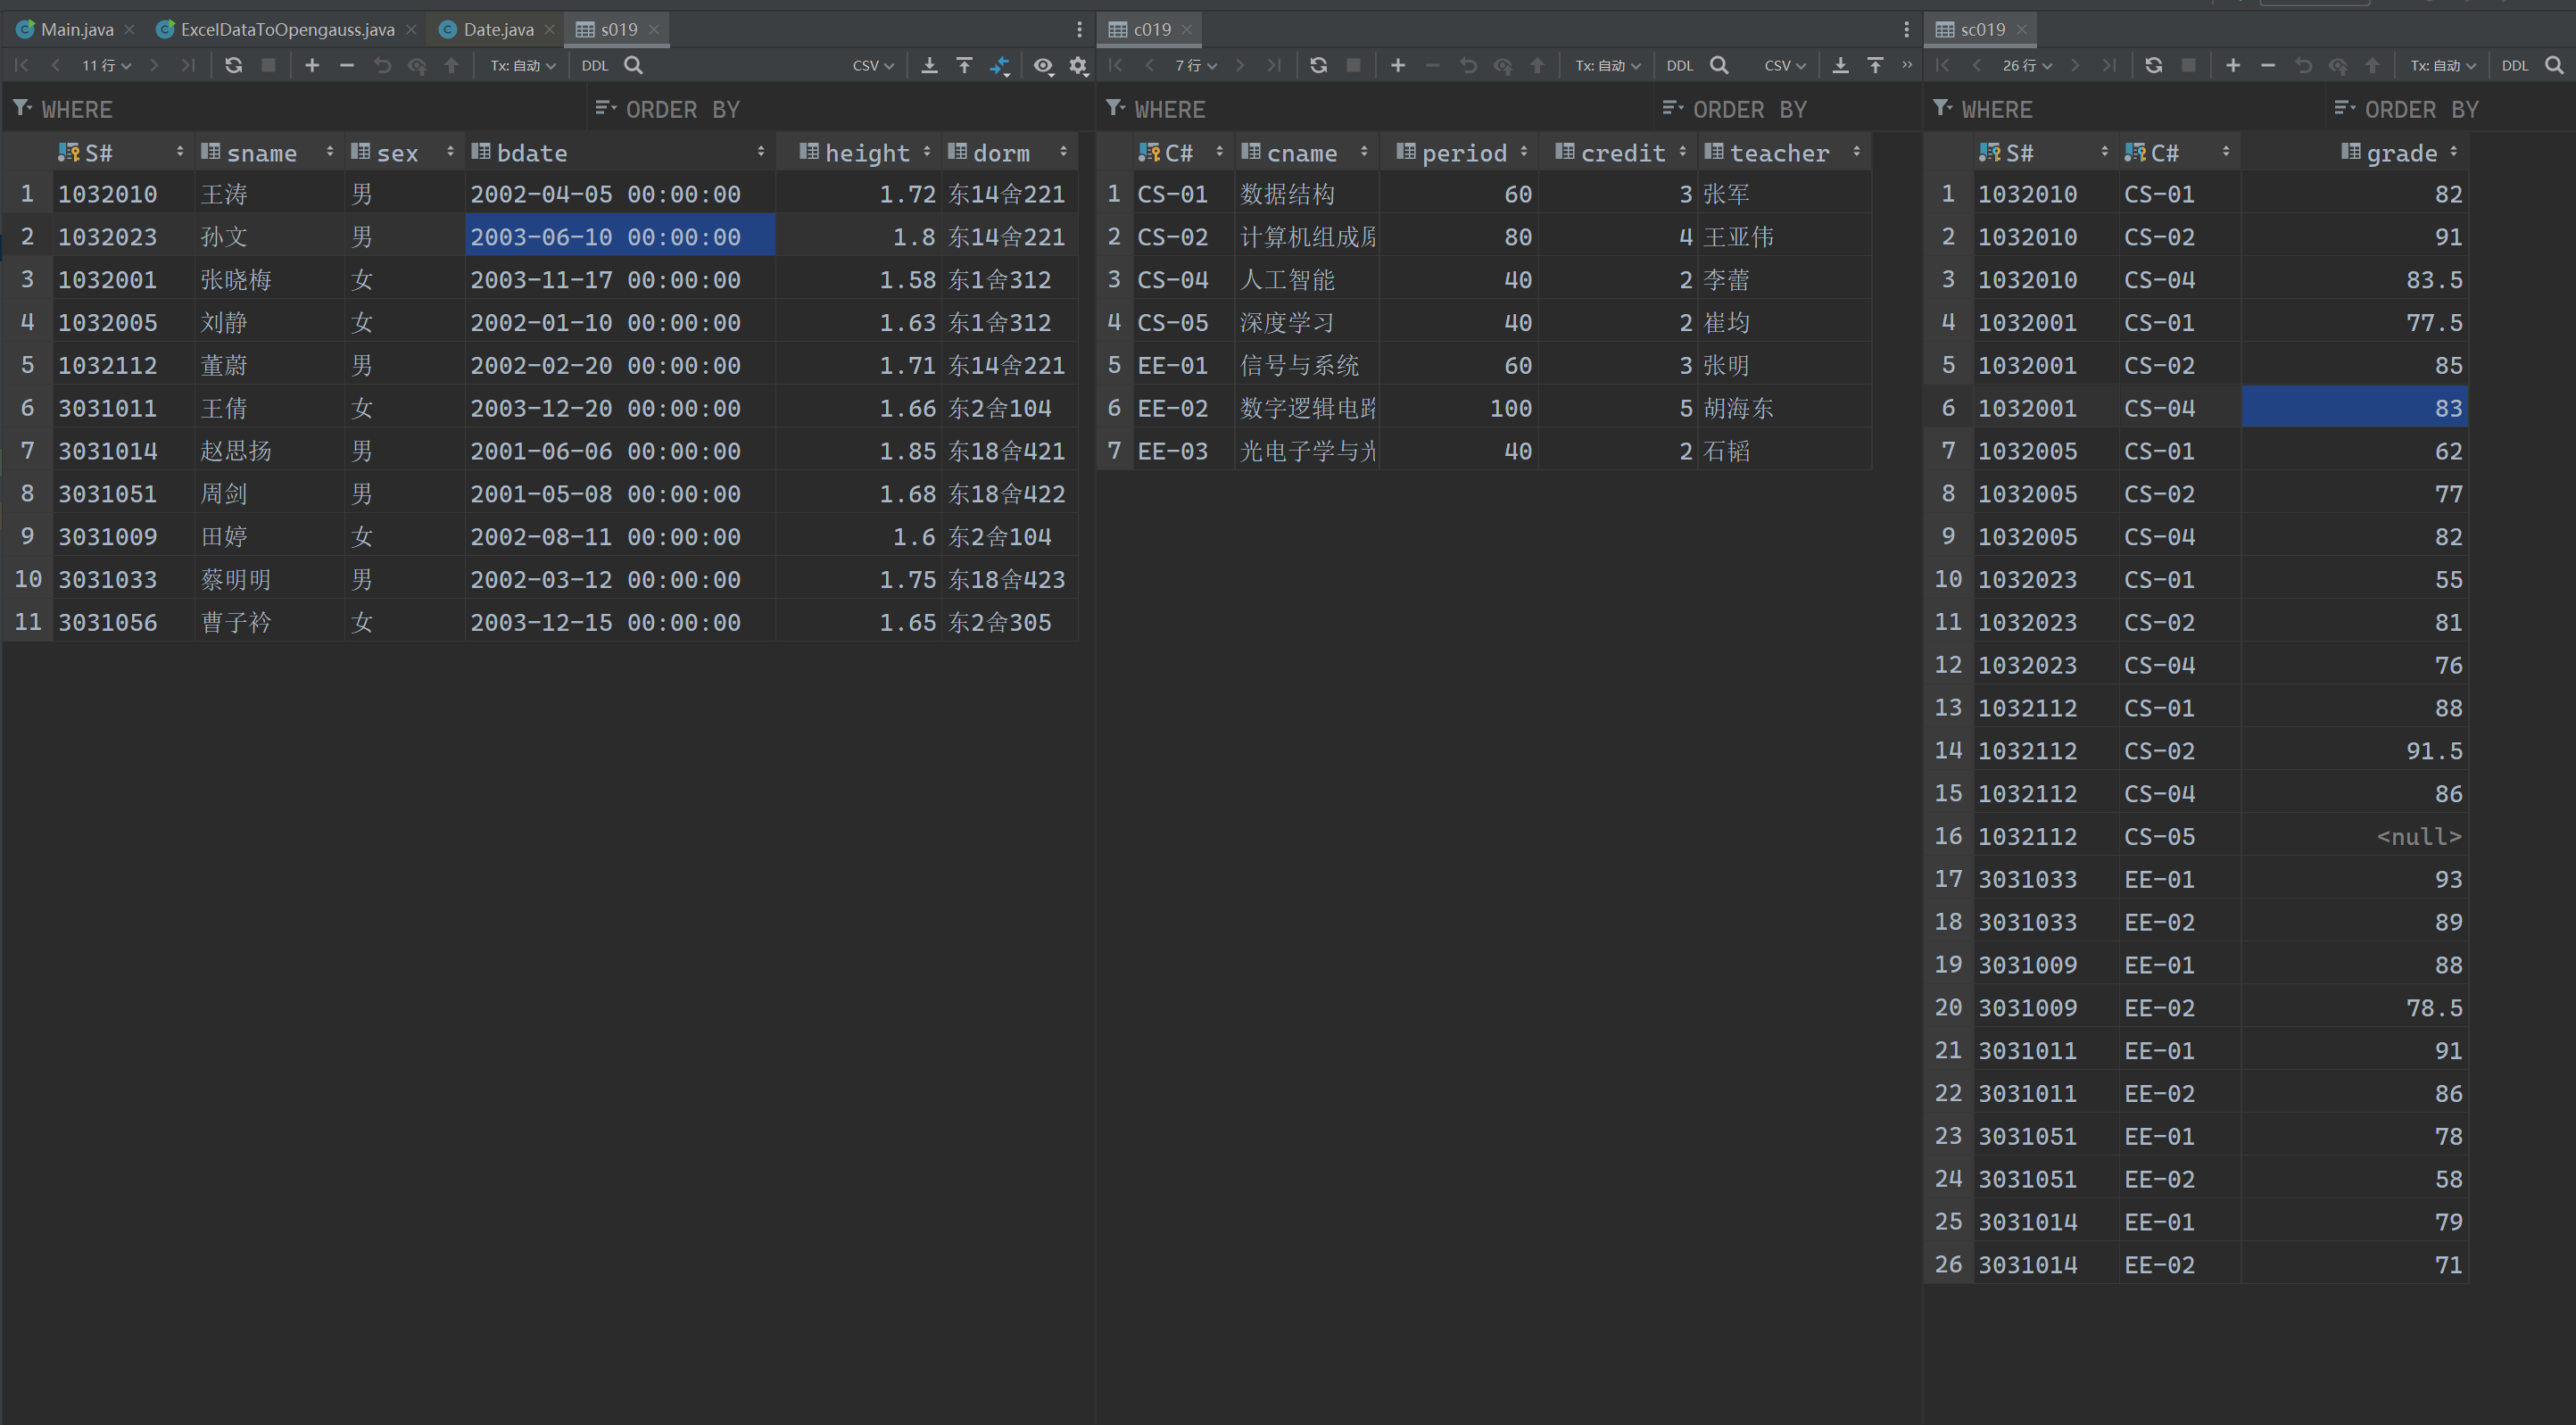 Main.java ExcelDataToOpengauss.java Date.java s019
11 行 Tx: 自动 DDL CSV
WHERE ORDER BY
S# sname sex bdate height dorm
1 1032010 王涛 男 2002-04-05 00:00:00 1.72 东14舍221
2 1032023 孙文 男 2003-06-10 00:00:00 1.8 东14舍221
3 1032001 张晓梅 女 2003-11-17 00:00:00 1.58 东1舍312
4 1032005 刘静 女 2002-01-10 00:00:00 1.63 东1舍312
5 1032112 董蔚 男 2002-02-20 00:00:00 1.71 东14舍221
6 3031011 王倩 女 2003-12-20 00:00:00 1.66 东2舍104
7 3031014 赵思扬 男 2001-06-06 00:00:00 1.85 东18舍421
8 3031051 周剑 男 2001-05-08 00:00:00 1.68 东18舍422
9 3031009 田婷 女 2002-08-11 00:00:00 1.6 东2舍104
10 3031033 蔡明明 男 2002-03-12 00:00:00 1.75 东18舍423
11 3031056 曹子衿 女 2003-12-15 00:00:00 1.65 东2舍305
c019
7 行 Tx: 自动 DDL CSV
WHERE ORDER BY
C# cname period credit teacher
1 CS-01 数据结构 60 3 张军
2 CS-02 计算机组成原 80 4 王亚伟
3 CS-04 人工智能 40 2 李蕾
4 CS-05 深度学习 40 2 崔均
5 EE-01 信号与系统 60 3 张明
6 EE-02 数字逻辑电路 100 5 胡海东
7 EE-03 光电子学与光 40 2 石韬
sc019
26 行 Tx: 自动 DDL
WHERE ORDER BY
S# C# grade
1 1032010 CS-01 82
2 1032010 CS-02 91
3 1032010 CS-04 83.5
4 1032001 CS-01 77.5
5 1032001 CS-02 85
6 1032001 CS-04 83
7 1032005 CS-01 62
8 1032005 CS-02 77
9 1032005 CS-04 82
10 1032023 CS-01 55
11 1032023 CS-02 81
12 1032023 CS-04 76
13 1032112 CS-01 88
14 1032112 CS-02 91.5
15 1032112 CS-04 86
16 1032112 CS-05 <null>
17 3031033 EE-01 93
18 3031033 EE-02 89
19 3031009 EE-01 88
20 3031009 EE-02 78.5
21 3031011 EE-01 91
22 3031011 EE-02 86
23 3031051 EE-01 78
24 3031051 EE-02 58
25 3031014 EE-01 79
26 3031014 EE-02 71